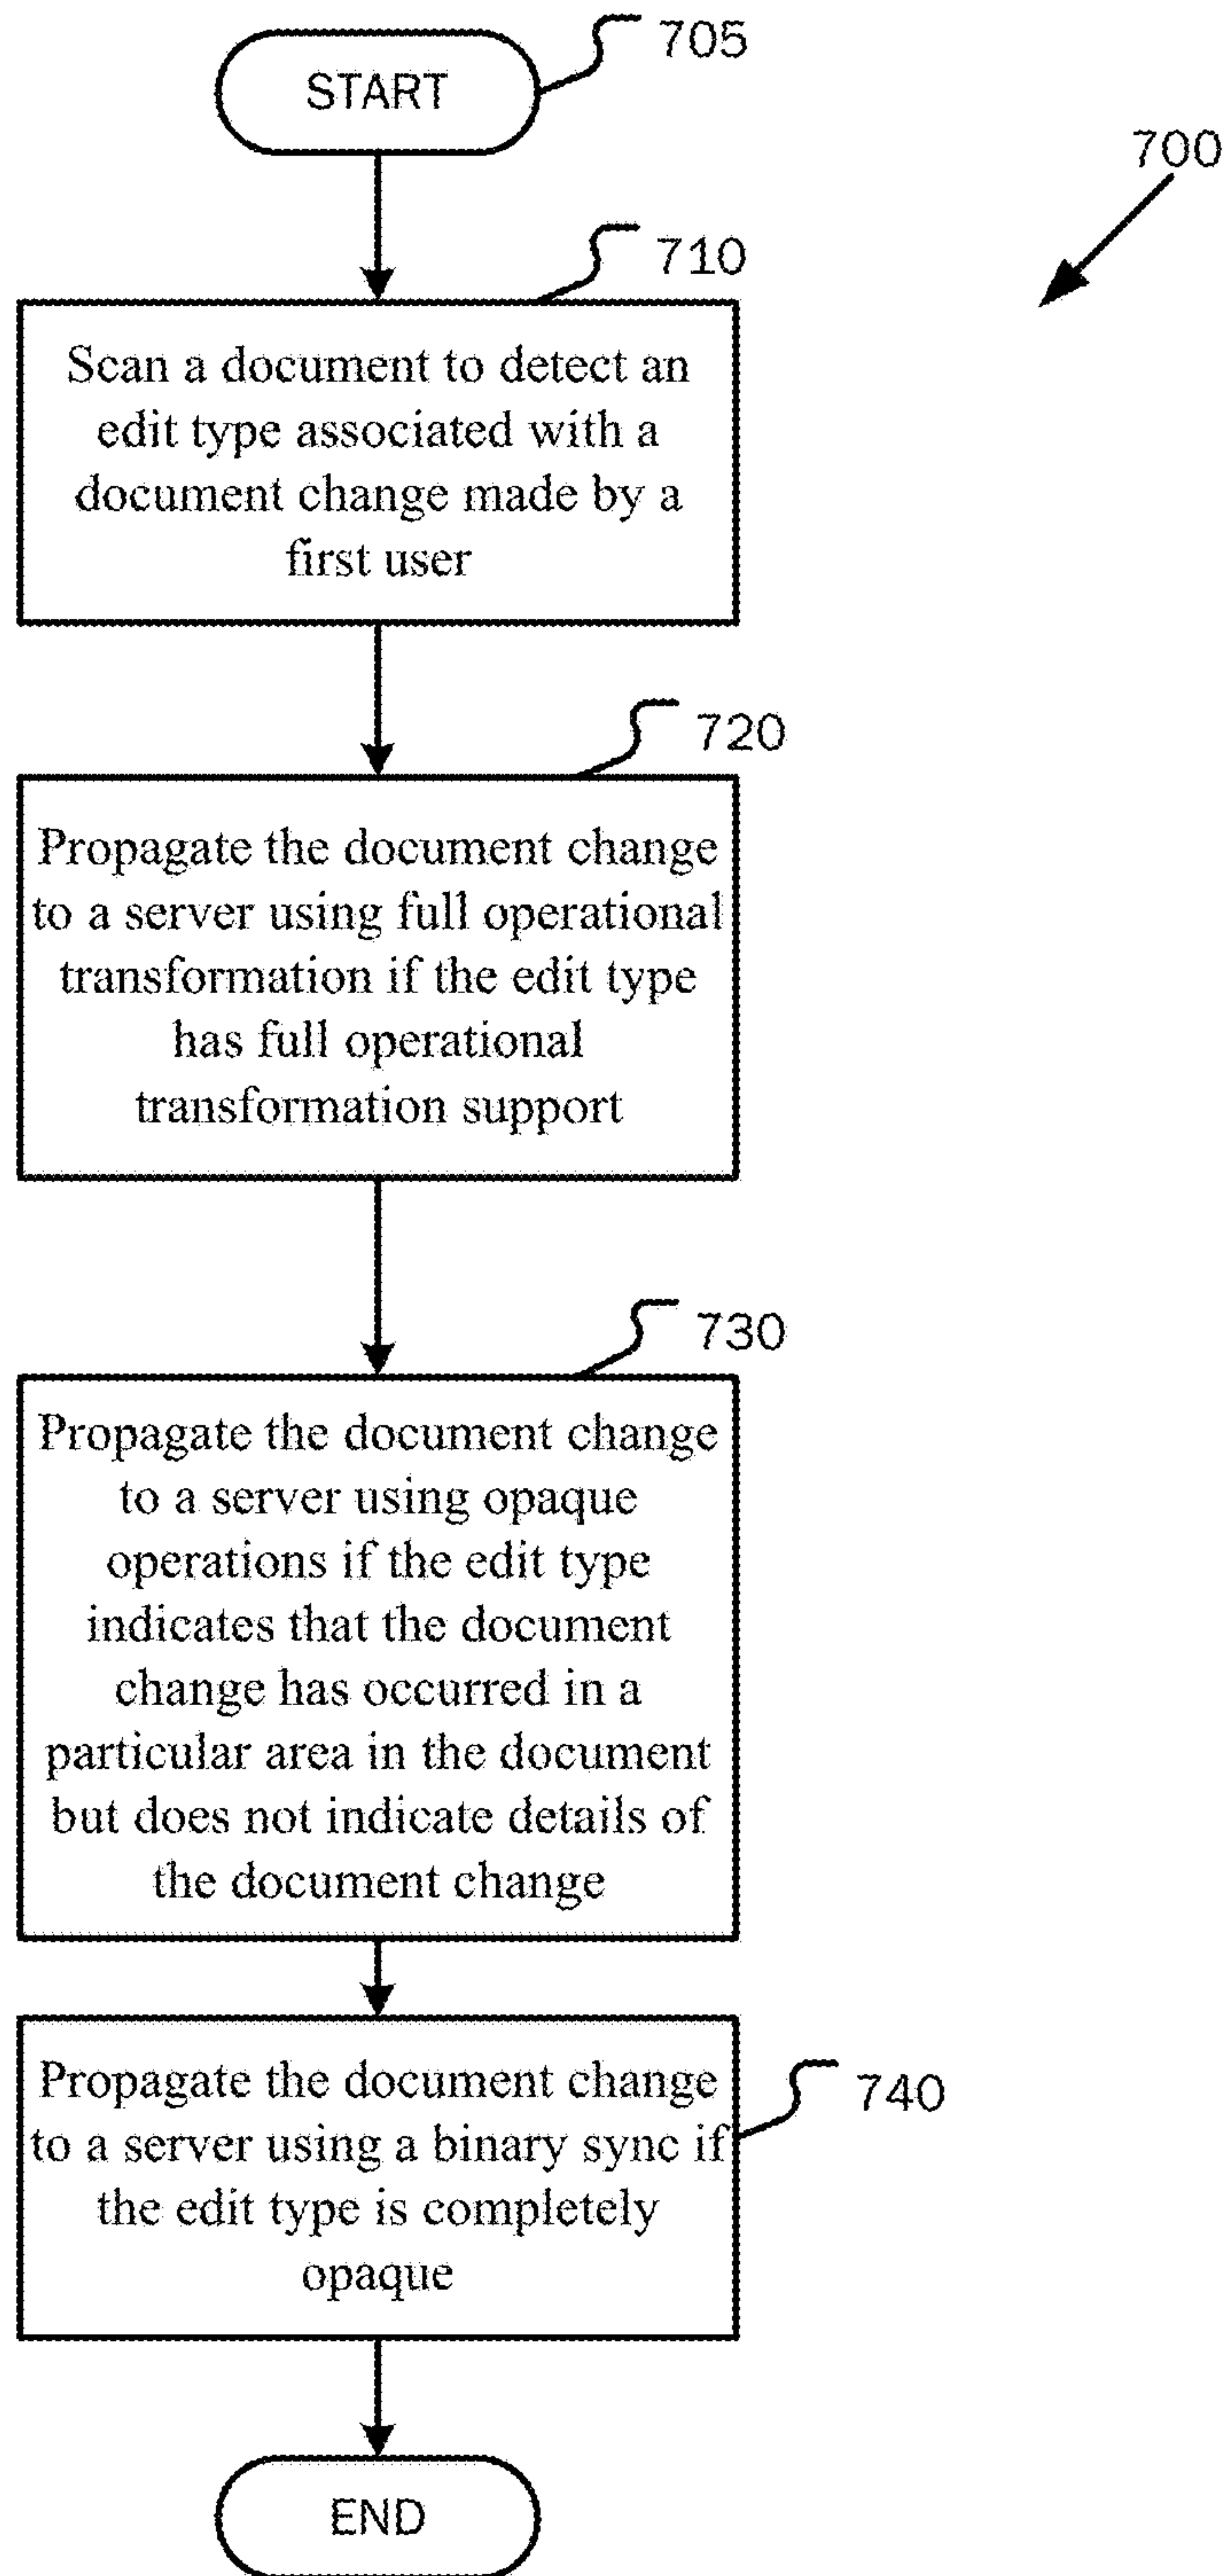 START
705
700
710
Scan a document to detect an
edit type associated with a
document change made by a
first user
720
Propagate the document change
to a server using full operational
transformation if the edit type
has full operational
transformation support
730
Propagate the document change
to a server using opaque
operations if the edit type
indicates that the document
change has occurred in a
particular area in the document
but does not indicate details of
the document change
740
Propagate the document change
to a server using a binary sync if
the edit type is completely
opaque
END